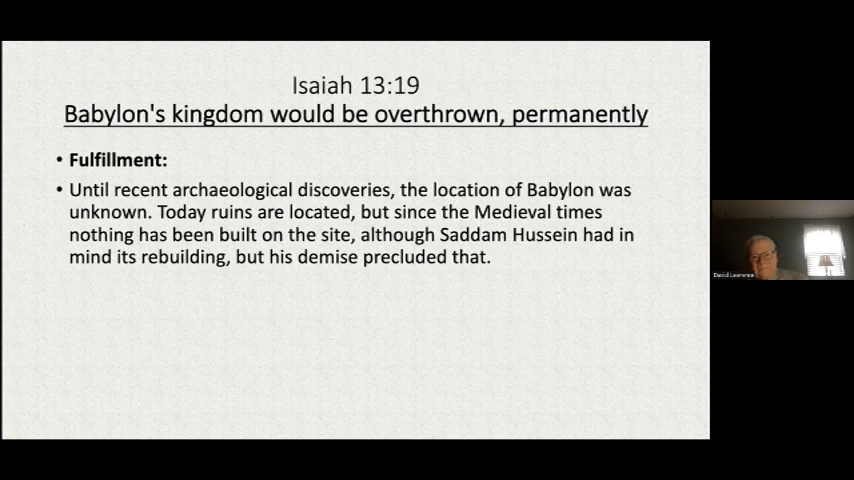 Isaiah 13:19
Babylon's kingdom would be overthrown, permanently
• Fulfillment:
• Until recent archaeological discoveries, the location of Babylon was
unknown. Today ruins are located, but since the Medieval times
nothing has been built on the site, although Saddam Hussein had in
mind its rebuilding, but his demise precluded that.
David